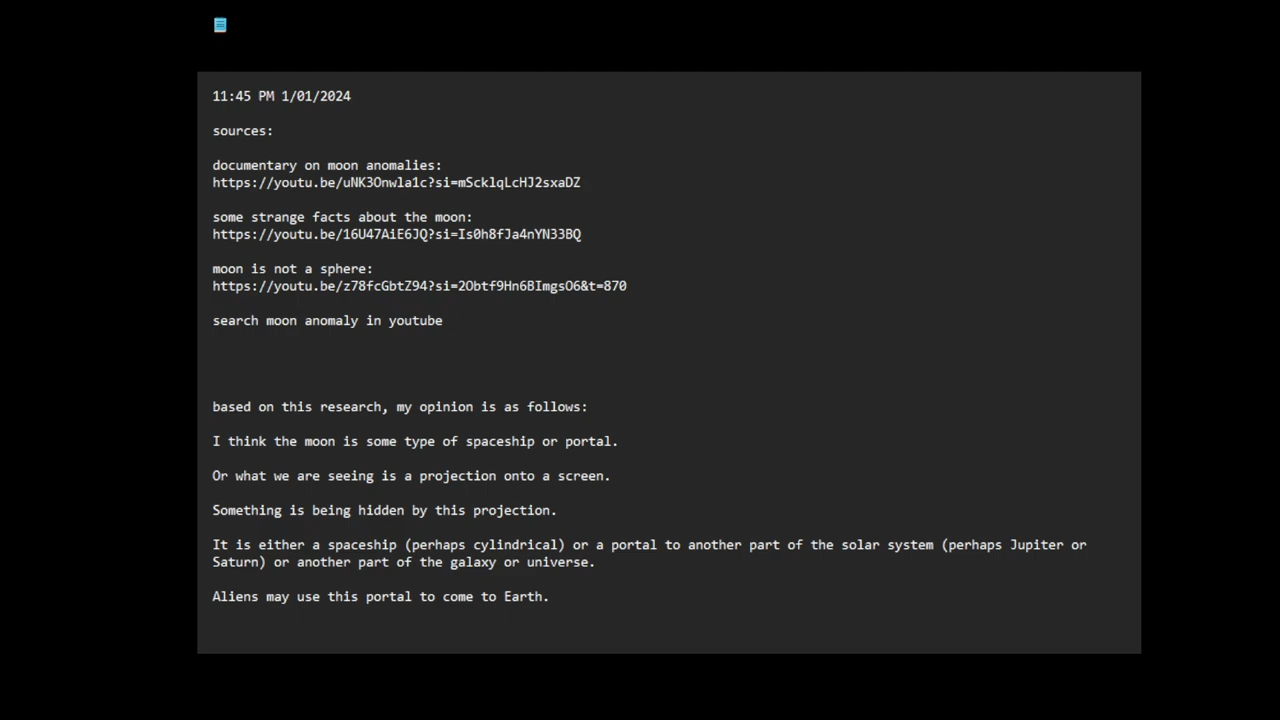 11:45 PM 1/01/2024
sources:
documentary on moon anomalies:
https://youtu.be/uNK3Onwla1c?si=mScklqLcHJ2sxaDZ
some strange facts about the moon:
https://youtu.be/16U47AiE6JQ?si=Is0h8fJa4nYN33BQ
moon is not a sphere:
https://youtu.be/z78fcGbtZ94?si=2Obtf9Hn6BImgsO6&t=870
search moon anomaly in youtube
based on this research, my opinion is as follows:
I think the moon is some type of spaceship or portal.
Or what we are seeing is a projection onto a screen.
Something is being hidden by this projection.
It is either a spaceship (perhaps cylindrical) or a portal to another part of the solar system (perhaps Jupiter or
Saturn) or another part of the galaxy or universe.
Aliens may use this portal to come to Earth.